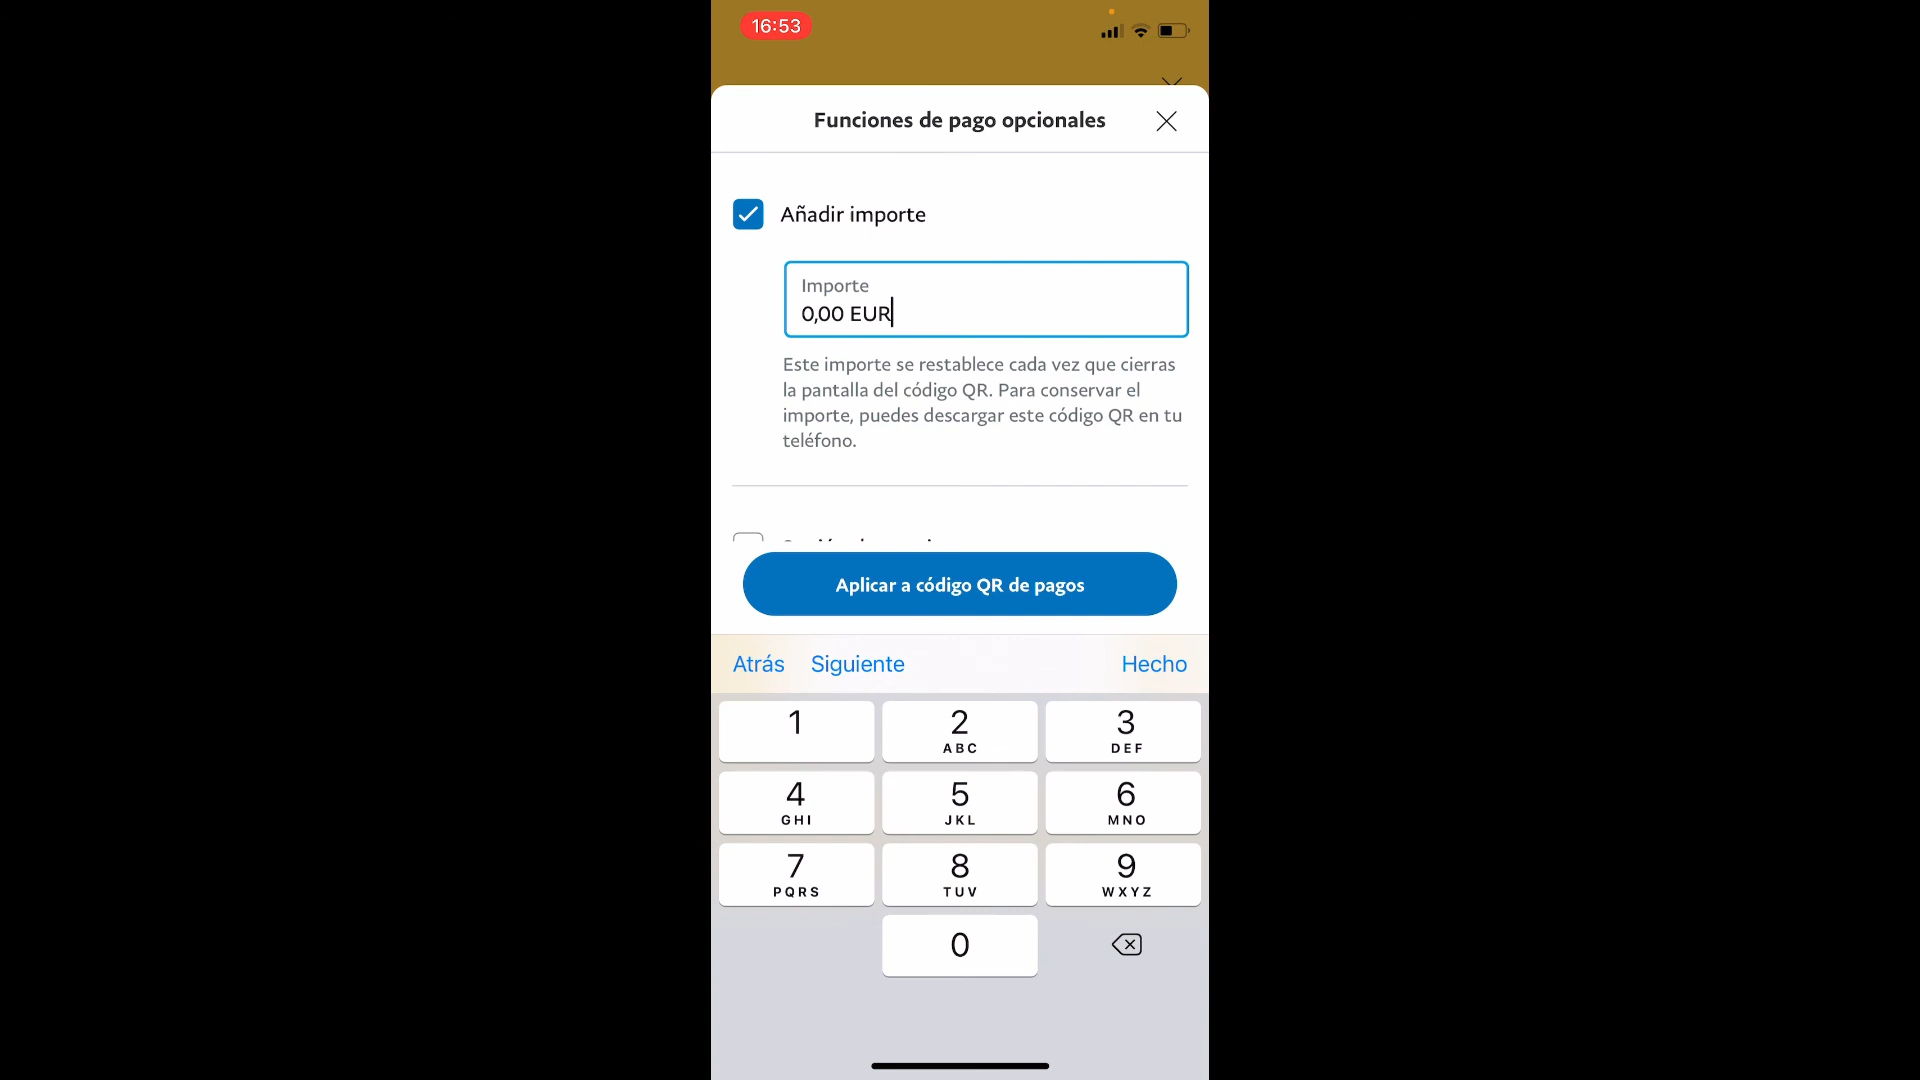 16:53
Funciones de pago opcionales
Añadir importe
Importe
0,00 EUR
Este importe se restablece cada vez que cierras
la pantalla del código QR. Para conservar el
importe, puedes descargar este código QR en tu
teléfono.
Aplicar a código QR de pagos
Atrás Siguiente Hecho
1 2 3
ABC DEF
4 5 6
GHI JKL MNO
7 8 9
PQRS TUV WXYZ
0